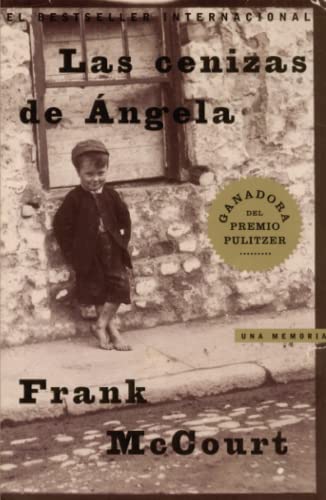 EL BESTSELLER INTERNACIONAL
Las cenizas
de Ángela
GANADORA
DEL
PREMIO
PULITZER
UNA MEMORIA
Frank
McCourt